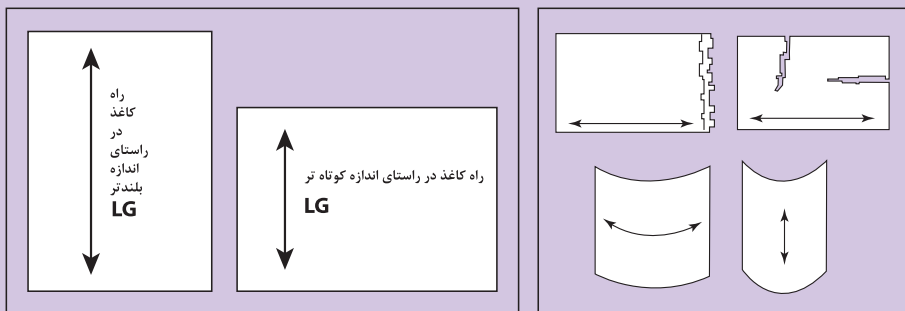 راه
کاغذ
در
راستای
اندازه
بلندتر
LG
راه کاغذ در راستای اندازه کوتاه تر
LG